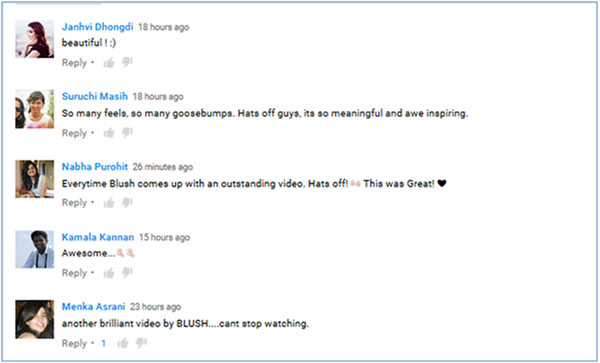 Janhvi Dhongdi 18 hours ago
beautiful ! :)
Reply •
Suruchi Masih 18 hours ago
So many feels, so many goosebumps. Hats off guys, its so meaningful and awe inspiring.
Reply •
Nabha Purohit 26 minutes ago
Everytime Blush comes up with an outstanding video. Hats off! 🙌🏻 This was Great! ♥
Reply •
Kamala Kannan 15 hours ago
Awesome...👏🏻👏🏻
Reply •
Menka Asrani 23 hours ago
another brilliant video by BLUSH....cant stop watching.
Reply • 1